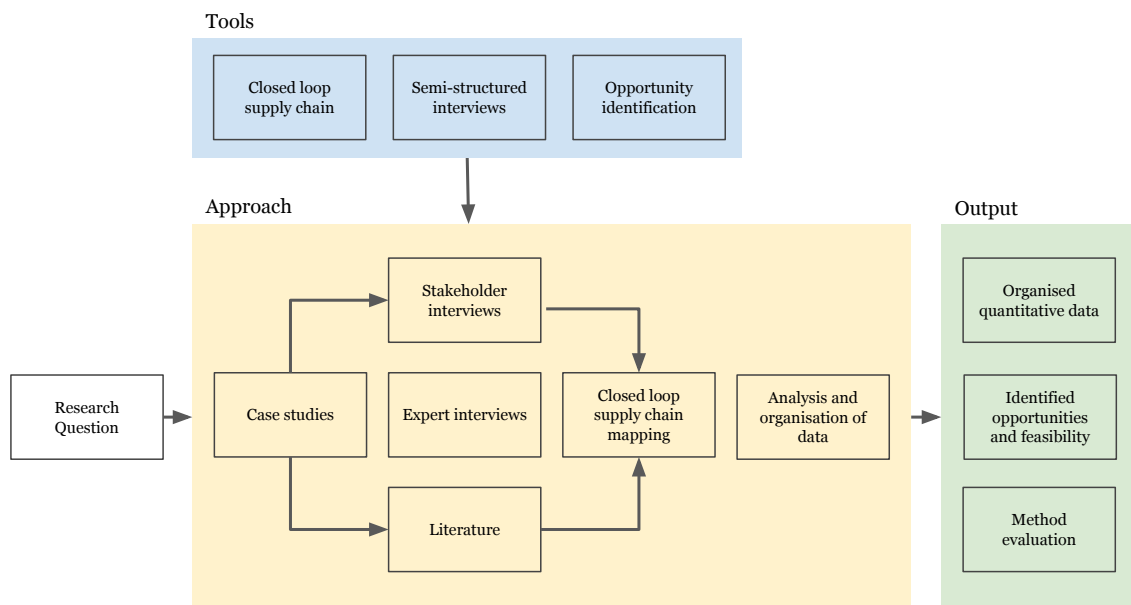 Tools
Closed loop
supply chain
Semi-structured
interviews
Opportunity
identification
Approach
Output
Stakeholder
interviews
Organised
quantitative data
Research
Question
Case studies
Expert interviews
Closed loop
supply chain
mapping
Analysis and
organisation of
data
Identified
opportunities
and feasibility
Literature
Method
evaluation